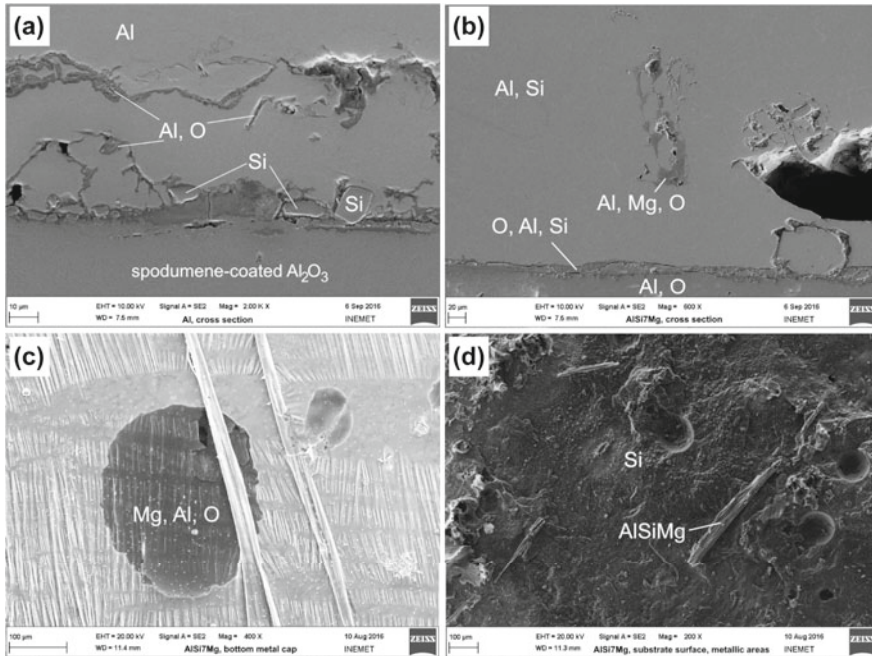 (a)
Al
Al, O
Si
Si
spodumene-coated Al2O3
10 µm
EHT = 10.00 kV Signal A = SE2 Mag = 2.00 K X 6 Sep 2016
WD = 7.5 mm Al, cross section INEMET
ZEISS
(b)
Al, Si
Al, Mg, O
O, Al, Si
Al, O
20 µm
EHT = 10.00 kV Signal A = SE2 Mag = 600 X 6 Sep 2016
WD = 7.5 mm AlSi7Mg, cross section INEMET
ZEISS
(c)
Mg, Al, O
100 µm
EHT = 20.00 kV Signal A = SE2 Mag = 400 X 10 Aug 2016
WD = 11.4 mm AlSi7Mg, bottom metal cap INEMET
ZEISS
(d)
Si
AlSiMg
100 µm
EHT = 20.00 kV Signal A = SE2 Mag = 200 X 10 Aug 2016
WD = 11.3 mm AlSi7Mg, substrate surface, metallic areas INEMET
ZEISS